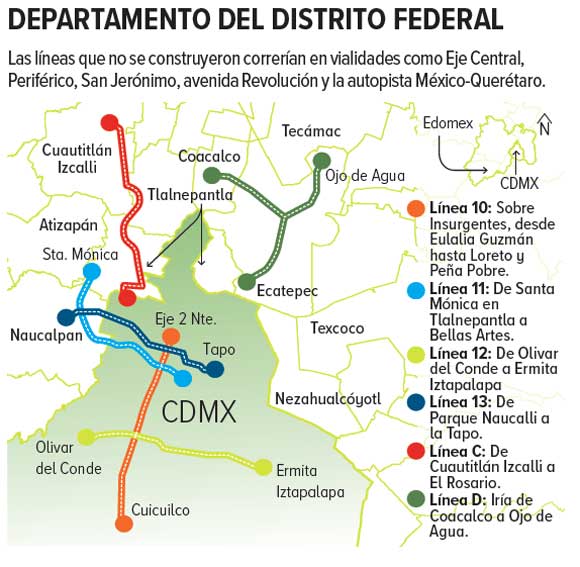 DEPARTAMENTO DEL DISTRITO FEDERAL
Las líneas que no se construyeron correrían en vialidades como Eje Central,
Periférico, San Jerónimo, avenida Revolución y la autopista México-Querétaro.
Cuautitlán
Izcalli
Coacalco
Tecámac
Ojo de Agua
Tlalnepantla
Atizapán
Sta. Mónica
Ecatepec
Eje 2 Nte.
Naucalpan
Tapo
Texcoco
CDMX
Nezahualcóyotl
Olivar
del Conde
Ermita
Iztapalapa
Cuicuilco
Edomex
N
CDMX
Línea 10: Sobre
Insurgentes, desde
Eulalia Guzmán
hasta Loreto y
Peña Pobre.
Línea 11: De Santa
Mónica en
Tlalnepantla a
Bellas Artes.
Línea 12: De Olivar
del Conde a Ermita
Iztapalapa
Línea 13: De
Parque Naucalli a
la Tapo.
Línea C: De
Cuautitlán Izcalli a
El Rosario.
Línea D: Iría de
Coacalco a Ojo de
Agua.